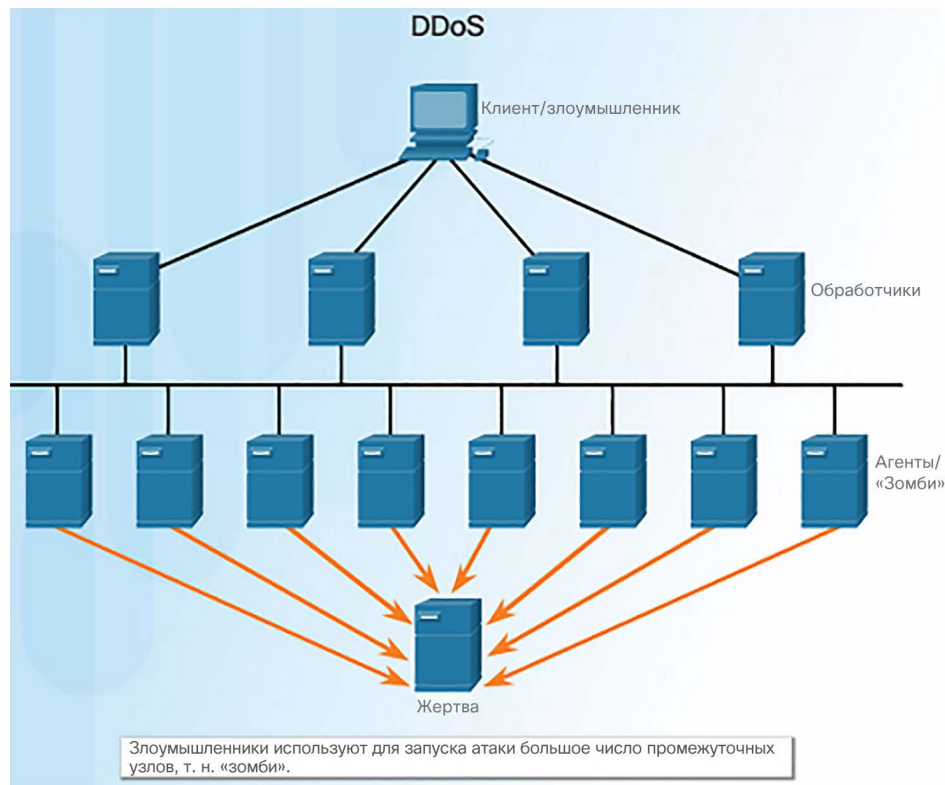 DDoS
Клиент/злоумышленник
Обработчики
Агенты/
«Зомби»
Жертва
Злоумышленники используют для запуска атаки большое число промежуточных
узлов, т. н. «зомби».